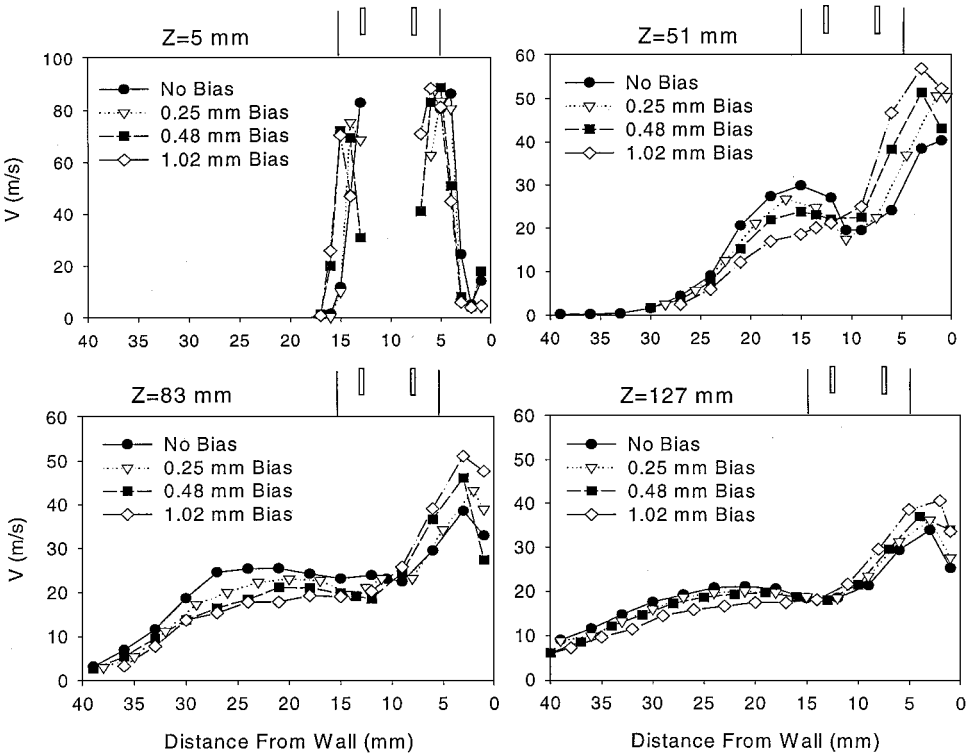 Z=5 mm
100
80
60
40
20
0
V (m/s)
No Bias
0.25 mm Bias
0.48 mm Bias
1.02 mm Bias
40 35 30 25 20 15 10 5 0
Z=51 mm
60
50
40
30
20
10
0
No Bias
0.25 mm Bias
0.48 mm Bias
1.02 mm Bias
40 35 30 25 20 15 10 5 0
Z=83 mm
60
50
40
30
20
10
0
V (m/s)
No Bias
0.25 mm Bias
0.48 mm Bias
1.02 mm Bias
40 35 30 25 20 15 10 5 0
Distance From Wall (mm)
Z=127 mm
60
50
40
30
20
10
0
No Bias
0.25 mm Bias
0.48 mm Bias
1.02 mm Bias
40 35 30 25 20 15 10 5 0
Distance From Wall (mm)